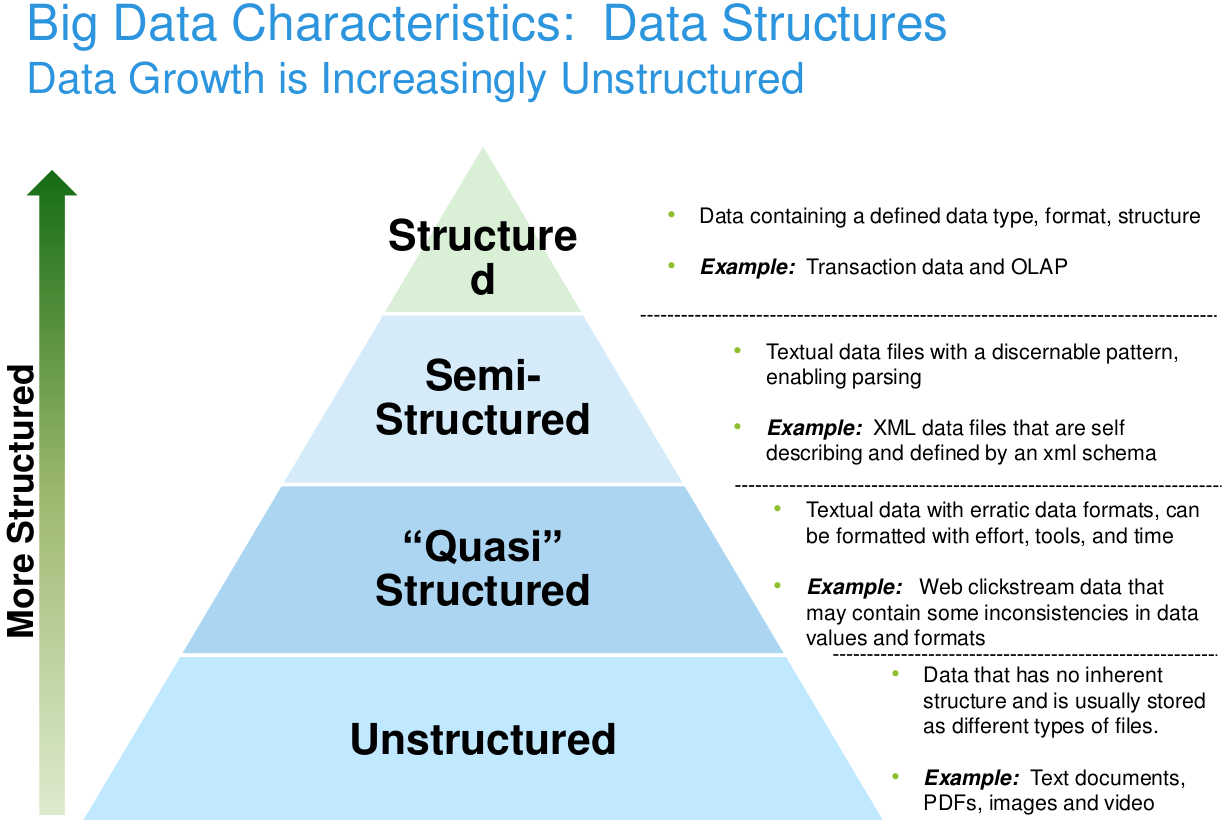 Big Data Characteristics:  Data Structures
Data Growth is Increasingly Unstructured
More Structured
Structure
d
• Data containing a defined data type, format, structure
• Example:  Transaction data and OLAP
Semi-
Structured
• Textual data files with a discernable pattern,
enabling parsing
• Example:  XML data files that are self
describing and defined by an xml schema
“Quasi”
Structured
• Textual data with erratic data formats, can
be formatted with effort, tools, and time
• Example:   Web clickstream data that
may contain some inconsistencies in data
values and formats
Unstructured
• Data that has no inherent
structure and is usually stored
as different types of files.
• Example:  Text documents,
PDFs, images and video